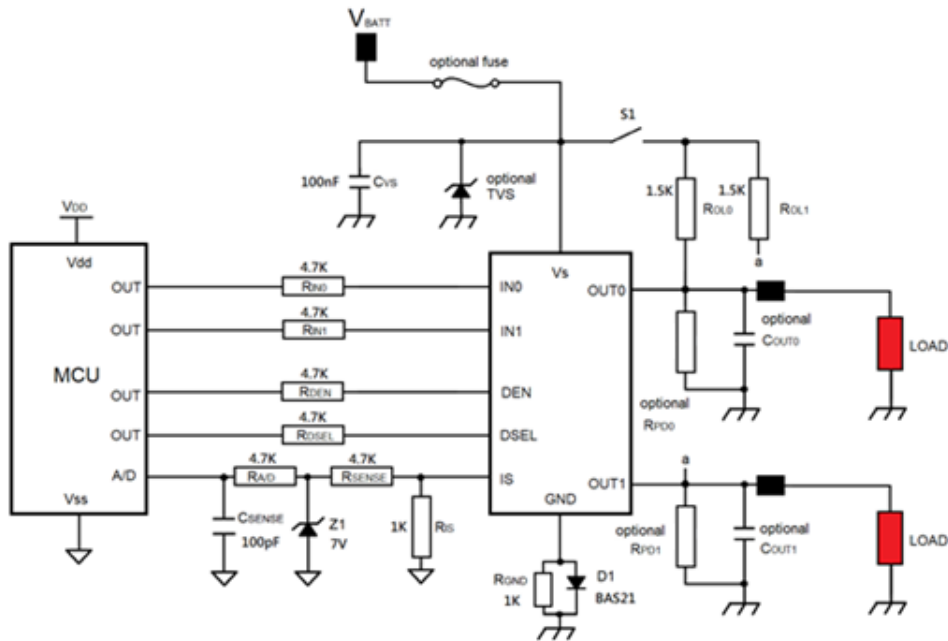 VBATT
optional fuse
S1
100nF CVS
optional
TVS
1.5K
ROL0
1.5K
ROL1
a
VDD
Vdd
MCU
OUT
OUT
OUT
OUT
A/D
Vss
4.7K
RIN0
4.7K
RIN1
4.7K
RDEN
4.7K
RDSEL
4.7K
RA/D
4.7K
RSENSE
CSENSE
100pF
Z1
7V
1K
RIS
Vs
IN0
IN1
DEN
DSEL
IS
GND
OUT0
OUT1
optional
COUT0
LOAD
optional
RPD0
a
optional
RPD1
optional
COUT1
LOAD
RGND
1K
D1
BAS21